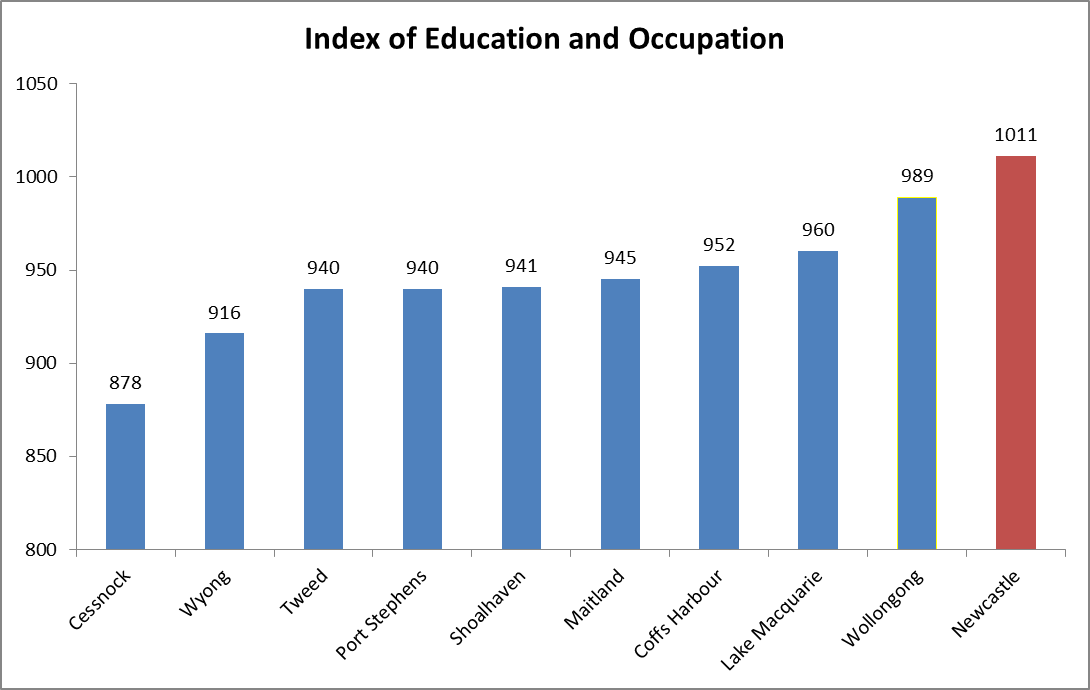 Index of Education and Occupation
1050
1000
950
900
850
800
878
916
940
940
941
945
952
960
989
1011
Cessnock
Wyong
Tweed
Port Stephens
Shoalhaven
Maitland
Coffs Harbour
Lake Macquarie
Wollongong
Newcastle